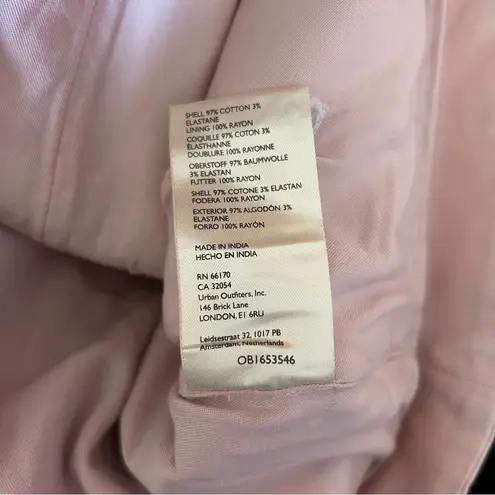 SHELL 97% COTTON 3%
ELASTANE
LINING 100% RAYON
COQUILLE 97% COTON 3%
ÉLASTHANNE
DOUBLURE 100% RAYONNE
OBERSTOFF 97% BAUMWOLLE
3% ELASTAN
FUTTER 100% RAYON
SHELL 97% COTONE 3% ELASTAN
FODERA 100% RAYON
EXTERIOR 97% ALGODÓN 3%
ELASTANE
FORRO 100% RAYON
MADE IN INDIA
HECHO EN INDIA
RN 66170
CA 32054
Urban Outfitters, Inc.
146 Brick Lane
LONDON, E1 6RU
Leidsestraat 32, 1017 PB
Amsterdam, Netherlands
OB1653546